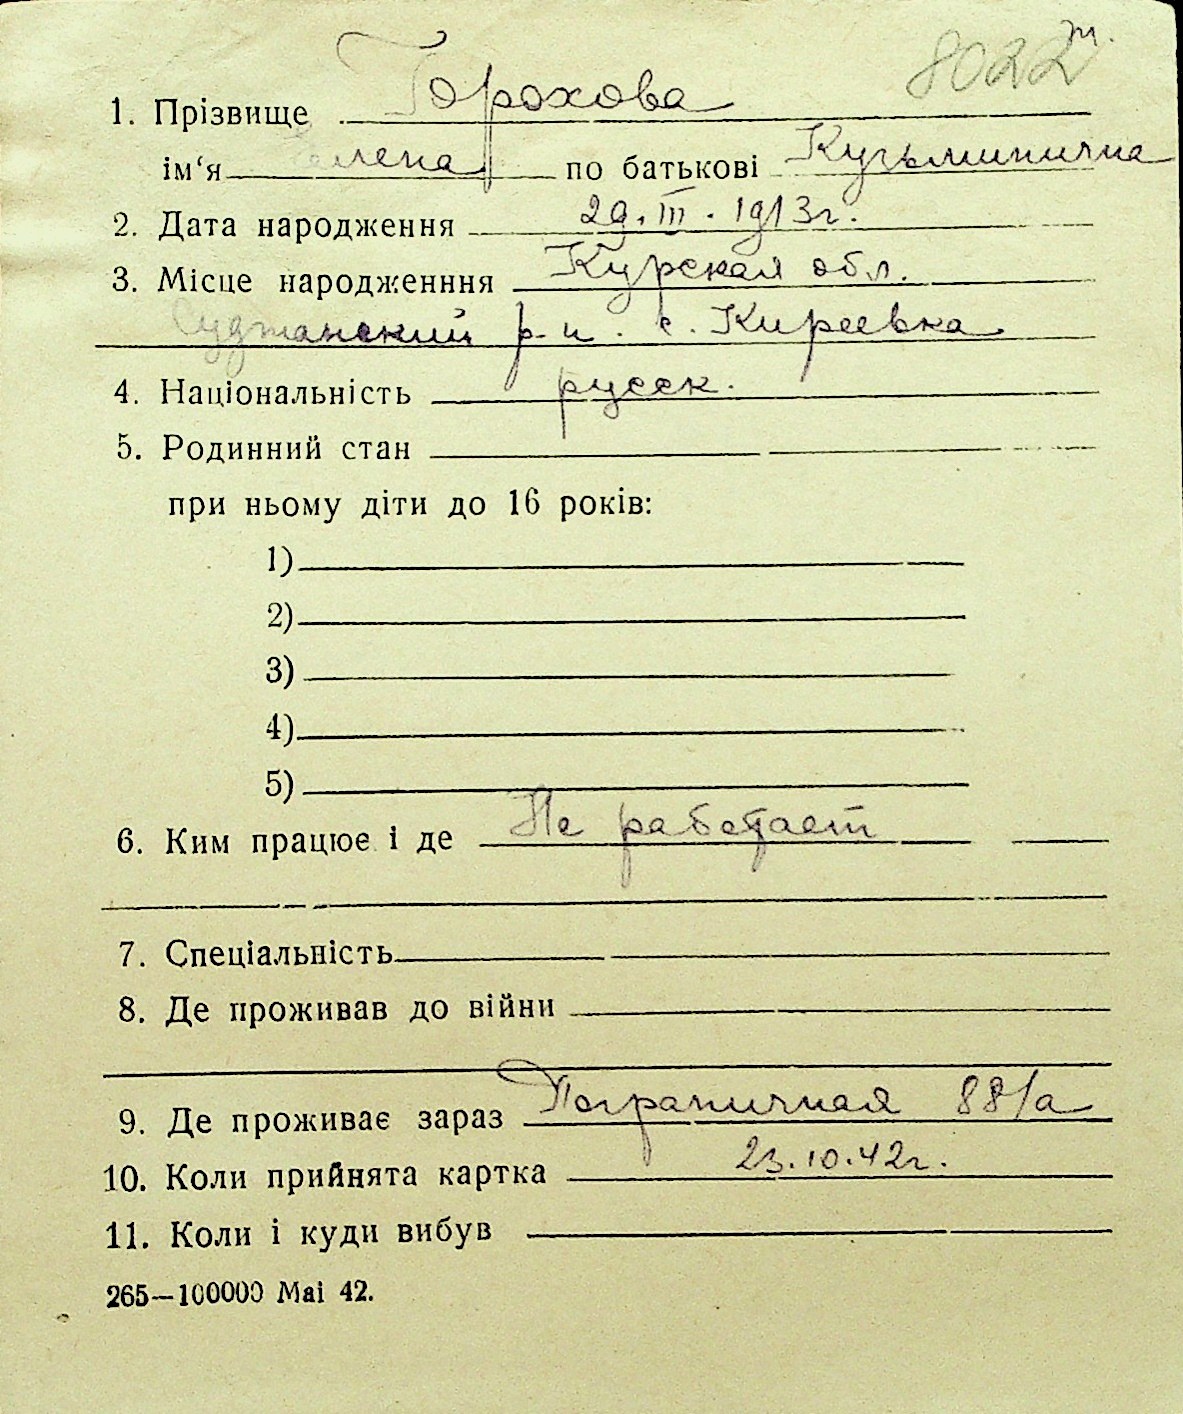 8022 т.
1. Прізвище Горохова
ім‘я Елена по батькові Кузьминична
2. Дата народження 29. III. 1913г.
3. Місце народженння Курская обл.
Суджанский р-н. с. Киреевка
4. Національність русск.
5. Родинний стан
при ньому діти до 16 років:
1)
2)
3)
4)
5)
6. Ким працює і де Не работает
7. Спеціальність
8. Де проживав до війни
9. Де проживає зараз Пограничная 88/а
10. Коли прийнята картка 23.10.42г.
11. Коли і куди вибув
265—100000 Mai 42.